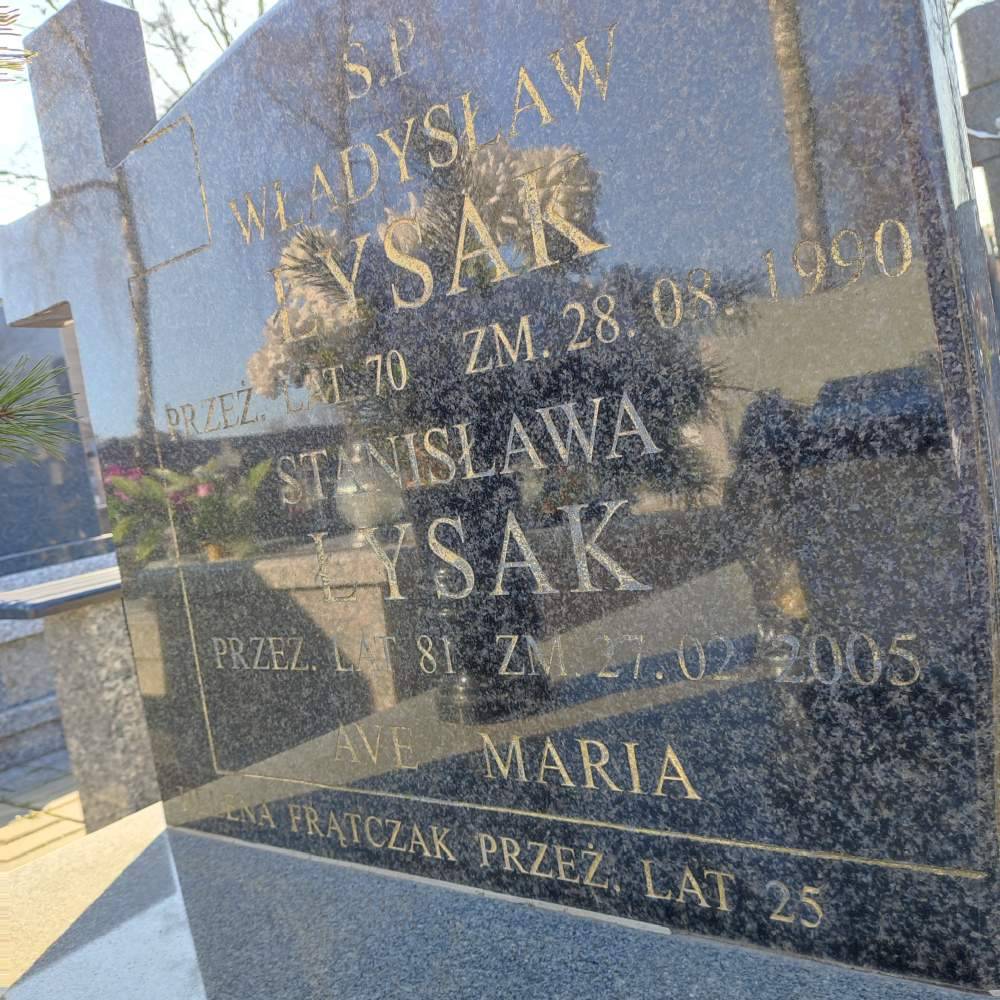 S.P
WŁADYSŁAW
ŁYSAK
PRZEŻ. LAT 70 ZM. 28. 08. 1990
STANISŁAWA
ŁYSAK
PRZEŻ. LAT 81 ZM. 27. 02 2005
AVE MARIA
FRĄTCZAK PRZEŻ. LAT 25